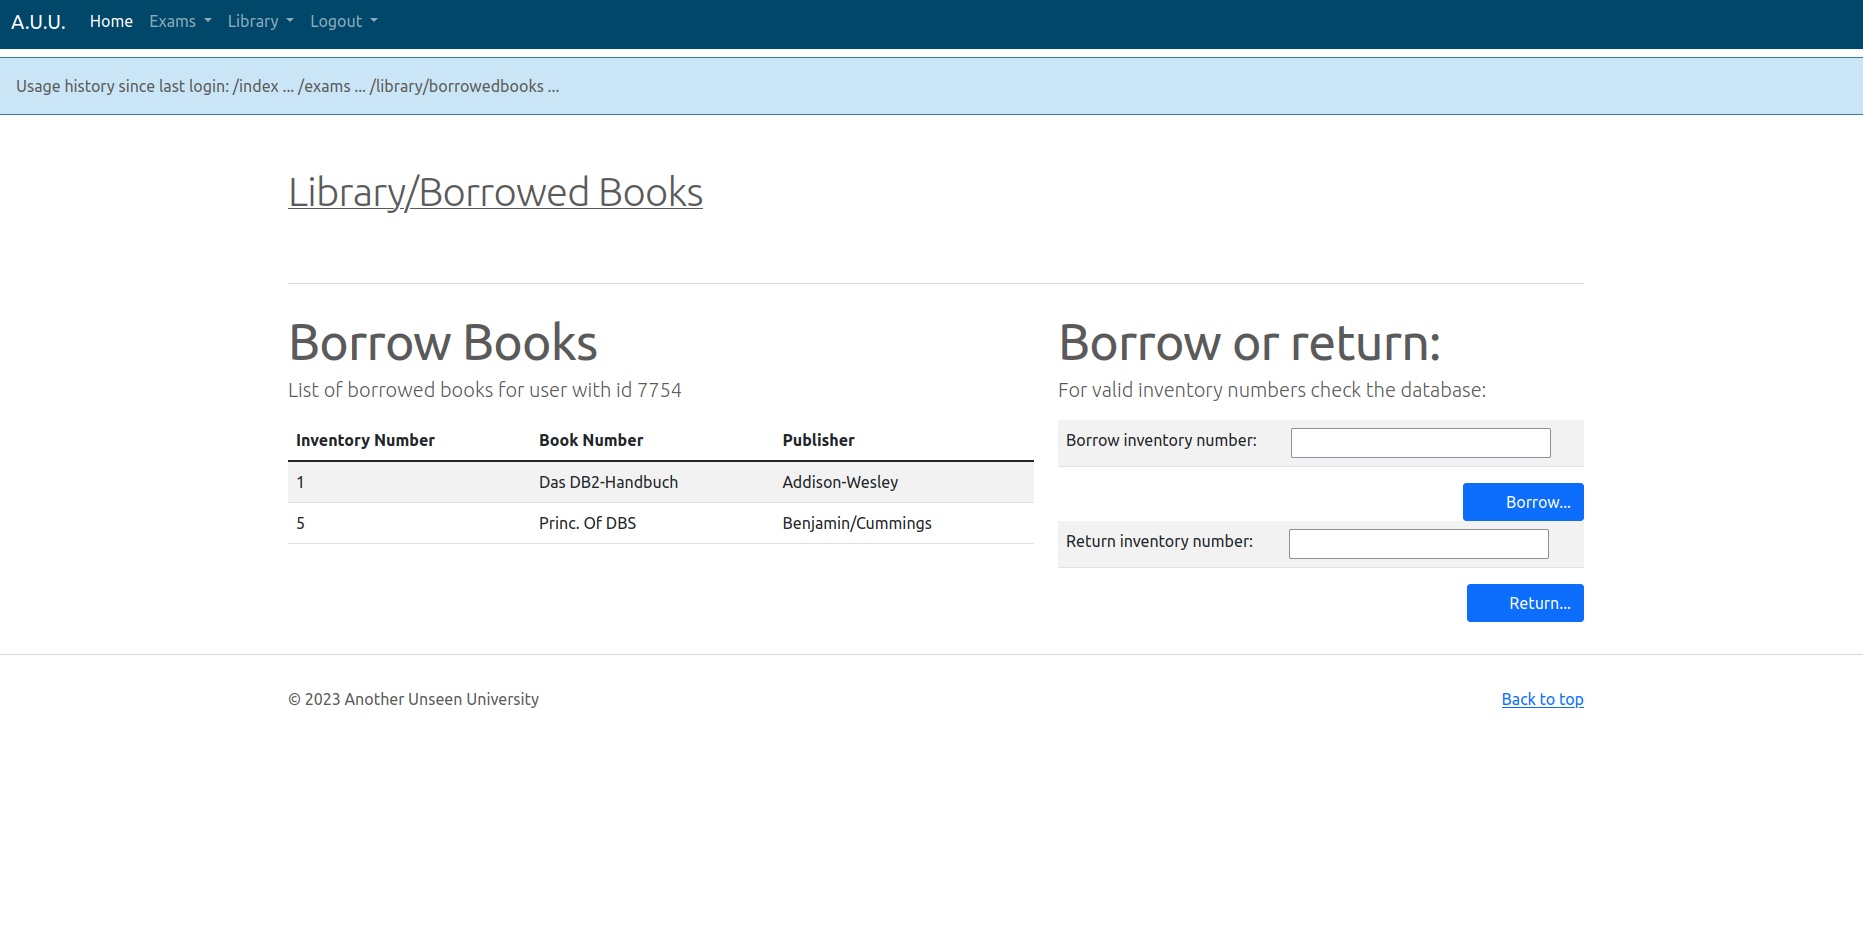 A.U.U. Home Exams Library Logout
Usage history since last login: /index ... /exams ... /library/borrowedbooks ...
Library/Borrowed Books
Borrow Books
List of borrowed books for user with id 7754
Inventory Number Book Number Publisher
1 Das DB2-Handbuch Addison-Wesley
5 Princ. Of DBS Benjamin/Cummings
Borrow or return:
For valid inventory numbers check the database:
Borrow inventory number:
Borrow...
Return inventory number:
Return...
© 2023 Another Unseen University
Back to top